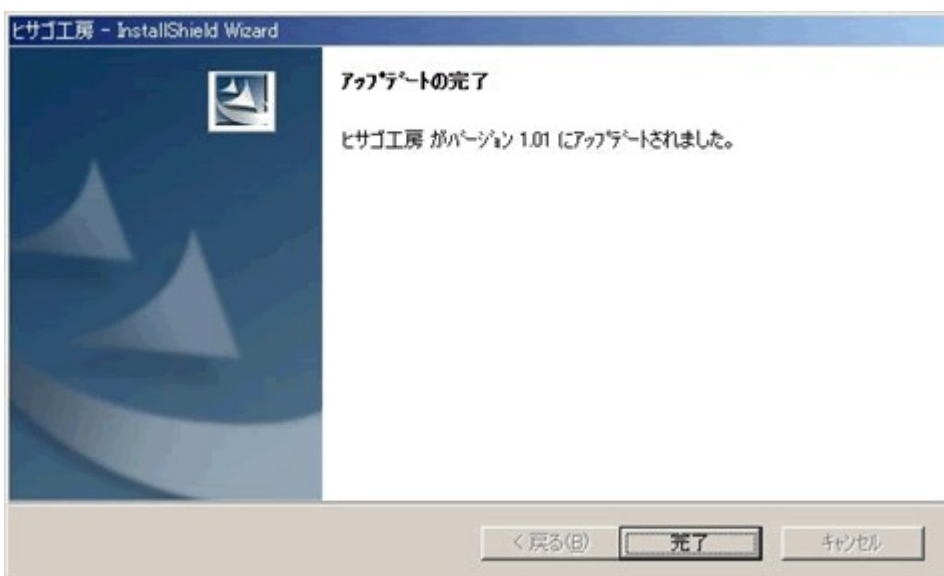 ヒサゴ工房 - InstallShield Wizard
アップデートの完了
ヒサゴ工房 がバージョン 1.01 にアップデートされました。
< 戻る(B)
完了
キャンセル